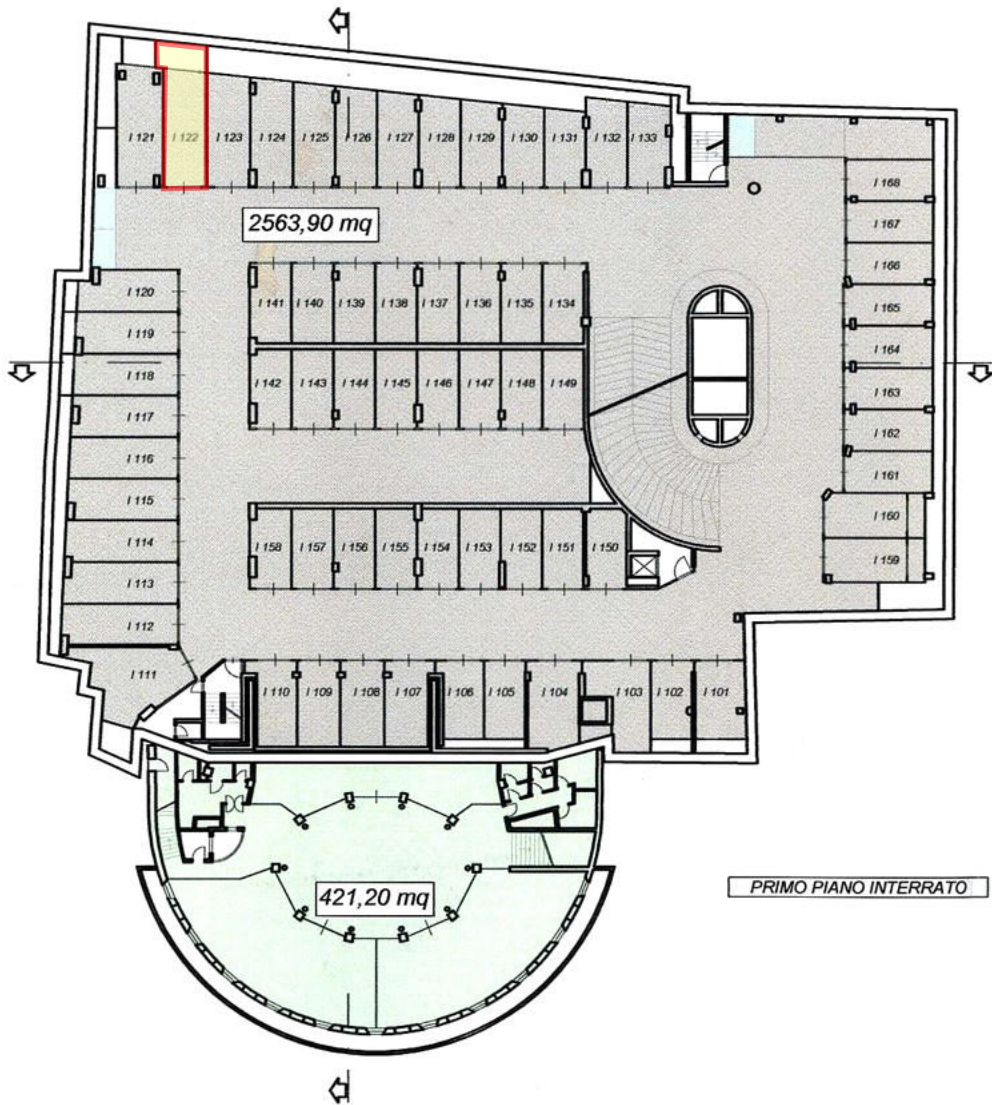 I 121
I 122
I 123
I 124
I 125
I 126
I 127
I 128
I 129
I 130
I 131
I 132
I 133
I 168
I 167
I 166
I 165
I 164
I 163
I 162
I 161
I 160
I 159
2563,90 mq
I 120
I 119
I 118
I 117
I 116
I 115
I 114
I 113
I 112
I 111
I 141
I 140
I 139
I 138
I 137
I 136
I 135
I 134
I 142
I 143
I 144
I 145
I 146
I 147
I 148
I 149
I 158
I 157
I 156
I 155
I 154
I 153
I 152
I 151
I 150
I 110
I 109
I 108
I 107
I 106
I 105
I 104
I 103
I 102
I 101
421,20 mq
PRIMO PIANO INTERRATO